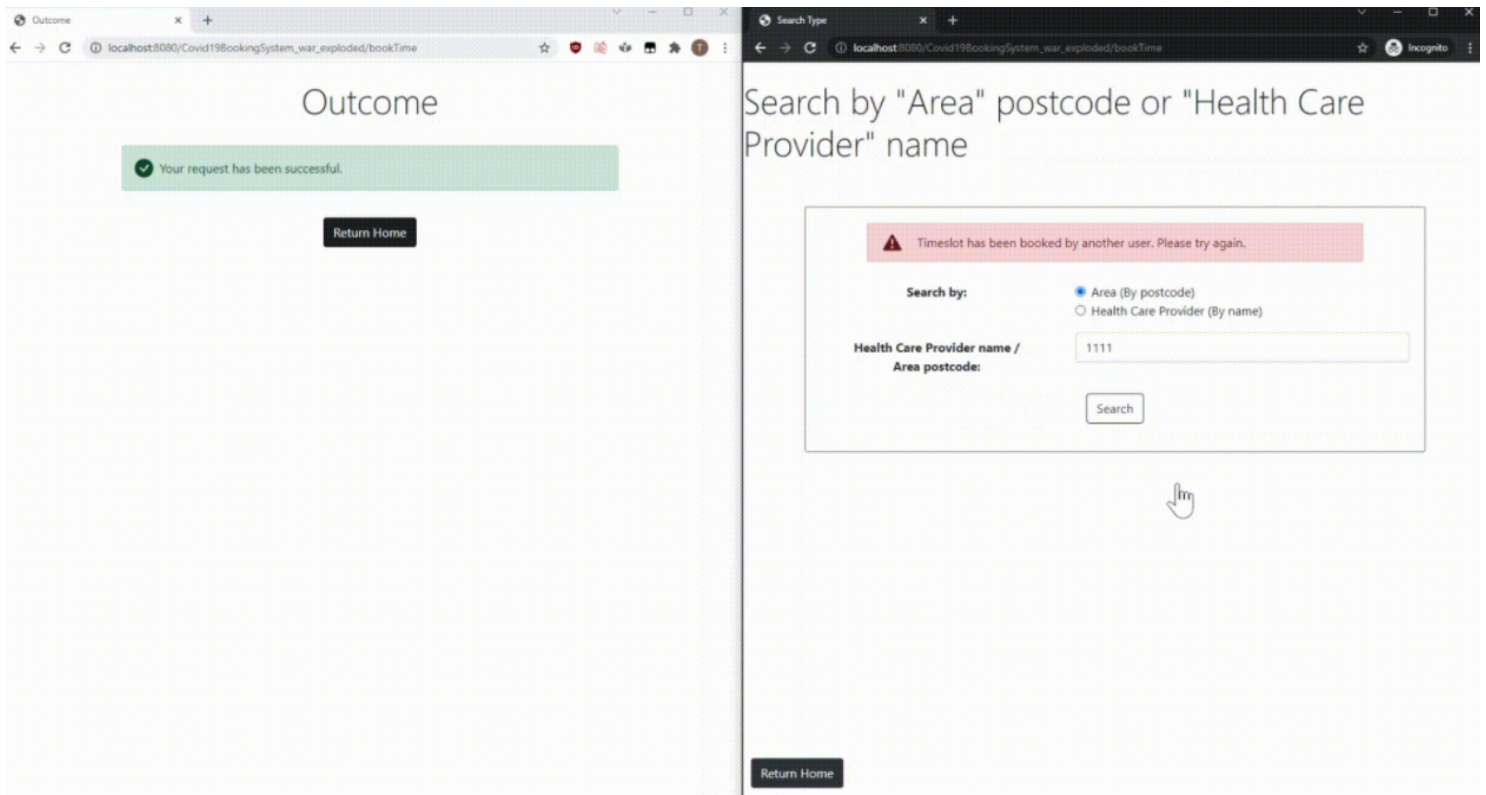 Outcome
localhost:8080/Covid19BookingSystem_war_exploded/bookTime
T
Outcome
Your request has been successful.
Return Home
Search Type
localhost:8080/Covid19BookingSystem_war_exploded/bookTime
Incognito
Search by "Area" postcode or "Health Care
Provider" name
Timeslot has been booked by another user. Please try again.
Search by:
Area (By postcode)
Health Care Provider (By name)
Health Care Provider name /
Area postcode:
1111
Search
Return Home